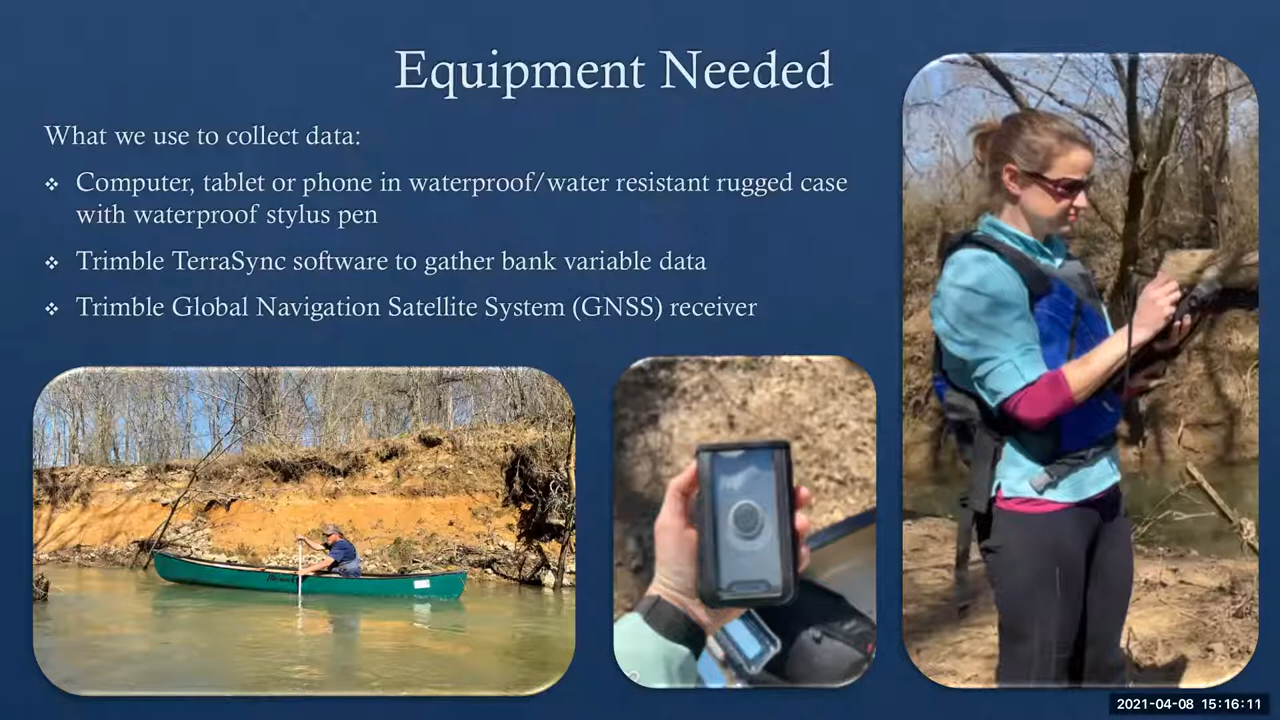 Equipment Needed
What we use to collect data:
❖ Computer, tablet or phone in waterproof/water resistant rugged case
with waterproof stylus pen
❖ Trimble TerraSync software to gather bank variable data
❖ Trimble Global Navigation Satellite System (GNSS) receiver
2021-04-08 15:16:11